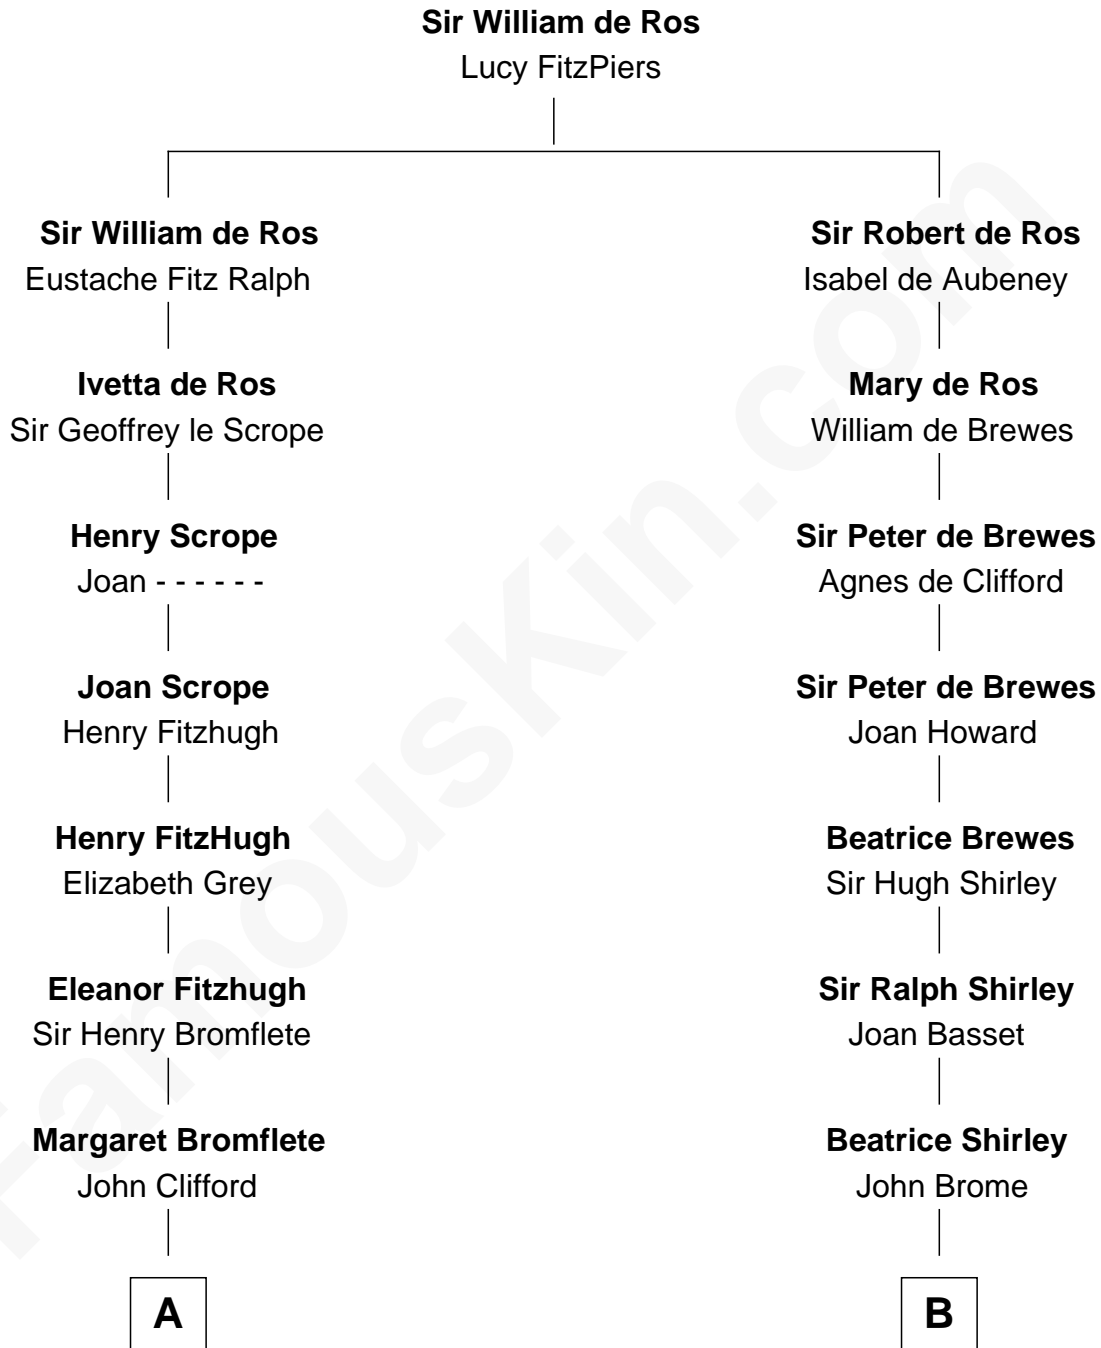 Sir William de Ros
Lucy FitzPiers
Sir William de Ros
Eustache Fitz Ralph
Sir Robert de Ros
Isabel de Aubeney
Ivetta de Ros
Sir Geoffrey le Scrope
Mary de Ros
William de Brewes
Henry Scrope
Joan - - - - - -
Sir Peter de Brewes
Agnes de Clifford
Joan Scrope
Henry Fitzhugh
Sir Peter de Brewes
Joan Howard
Henry FitzHugh
Elizabeth Grey
Beatrice Brewes
Sir Hugh Shirley
Eleanor Fitzhugh
Sir Henry Bromflete
Sir Ralph Shirley
Joan Basset
Margaret Bromflete
John Clifford
Beatrice Shirley
John Brome
A
B
FamousKin.com